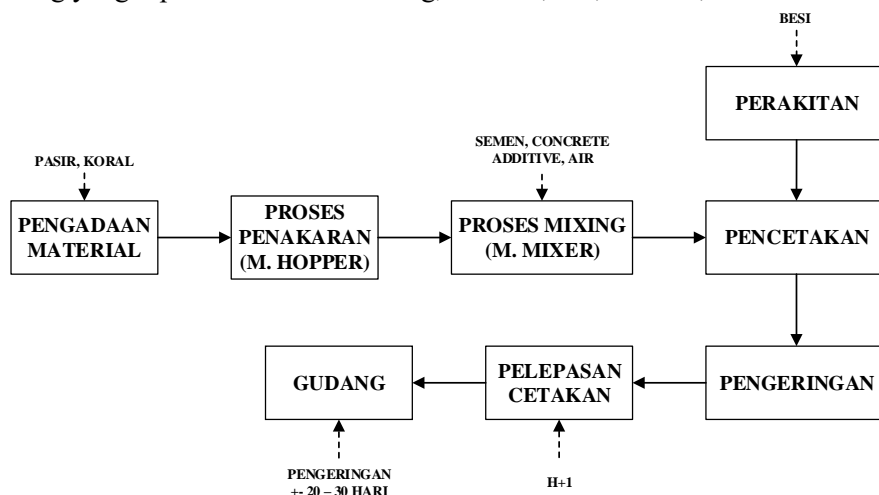 BESI
PERAKITAN
SEMEN, CONCRETE
ADDITIVE, AIR
PASIR, KORAL
PENGADAAN
MATERIAL
PROSES
PENAKARAN
(M. HOPPER)
PROSES MIXING
(M. MIXER)
PENCETAKAN
GUDANG
PELEPASAN
CETAKAN
PENGERINGAN
PENGERINGAN
+- 20 – 30 HARI
H+1